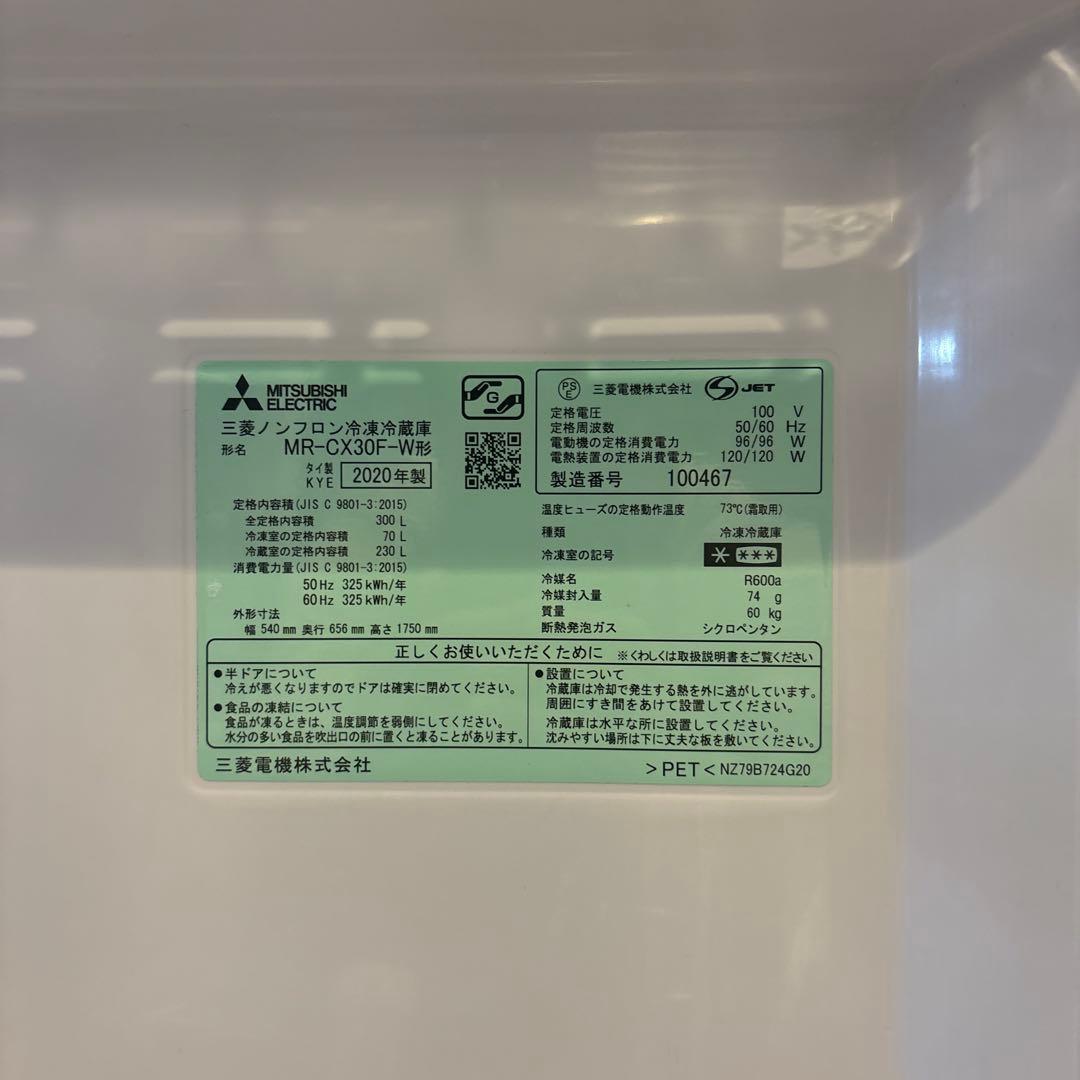 MITSUBISHI
ELECTRIC
三菱ノンフロン冷凍冷蔵庫
形名 MR-CX30F-W形
タイ製
KYE 2020年製
G
定格内容積(JIS C 9801-3:2015)
全定格内容積 300 L
冷凍室の定格内容積 70 L
冷蔵室の定格内容積 230 L
消費電力量(JIS C 9801-3:2015)
50Hz 325kWh/年
60Hz 325kWh/年
外形寸法
幅 540mm 奥行 656mm 高さ 1750mm
PSE 三菱電機株式会社 S JET
定格電圧 100 V
定格周波数 50/60 Hz
電動機の定格消費電力 96/96 W
電熱装置の定格消費電力 120/120 W
製造番号 100467
温度ヒューズの定格動作温度 73℃(霜取用)
種類 冷凍冷蔵庫
冷凍室の記号 * ***
冷媒名 R600a
冷媒封入量 74 g
質量 60 kg
断熱発泡ガス シクロペンタン
正しくお使いいただくために ※くわしくは取扱説明書をご覧ください
●半ドアについて
冷えが悪くなりますのでドアは確実に閉めてください。
●食品の凍結について
食品が凍るときは、温度調節を弱側にしてください。
水分の多い食品を吹出口の前に置くと凍ることがあります。
●設置について
冷蔵庫は冷却で発生する熱を外に逃がしています。
周囲にすき間をあけて設置してください。
冷蔵庫は水平な所に設置してください。
沈みやすい場所は下に丈夫な板を敷いてください。
三菱電機株式会社
>PET< NZ79B724G20